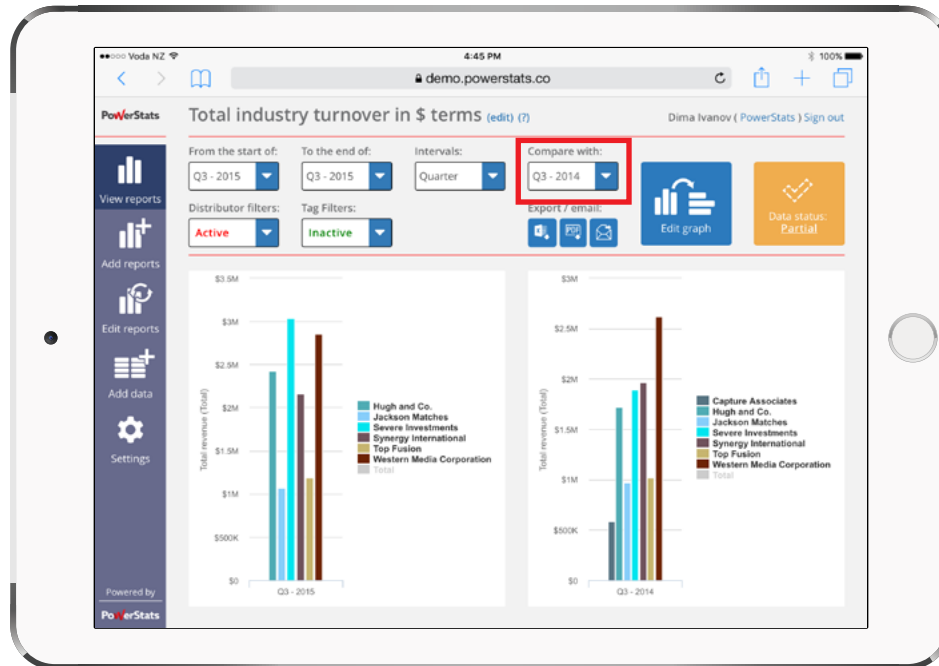 Voda NZ
4:45 PM
100%
demo.powerstats.co
PoWerStats
Total industry turnover in $ terms (edit) (?)
Dima Ivanov ( PowerStats ) Sign out
From the start of:
To the end of:
Intervals:
Compare with:
Q3 - 2015
Q3 - 2015
Quarter
Q3 - 2014
Distributor filters:
Tag Filters:
Export / email:
Active
Inactive
PDF
Edit graph
Data status:
Partial
View reports
Add reports
Edit reports
Add data
Settings
Powered by
PoWerStats
$3.5M
$3M
$2.5M
$2M
$1.5M
$1M
$500K
$0
Total revenue (Total)
Q3 - 2015
Hugh and Co.
Jackson Matches
Severe Investments
Synergy International
Top Fusion
Western Media Corporation
Total
$3M
$2.5M
$2M
$1.5M
$1M
$500K
$0
Total revenue (Total)
Q3 - 2014
Capture Associates
Hugh and Co.
Jackson Matches
Severe Investments
Synergy International
Top Fusion
Western Media Corporation
Total